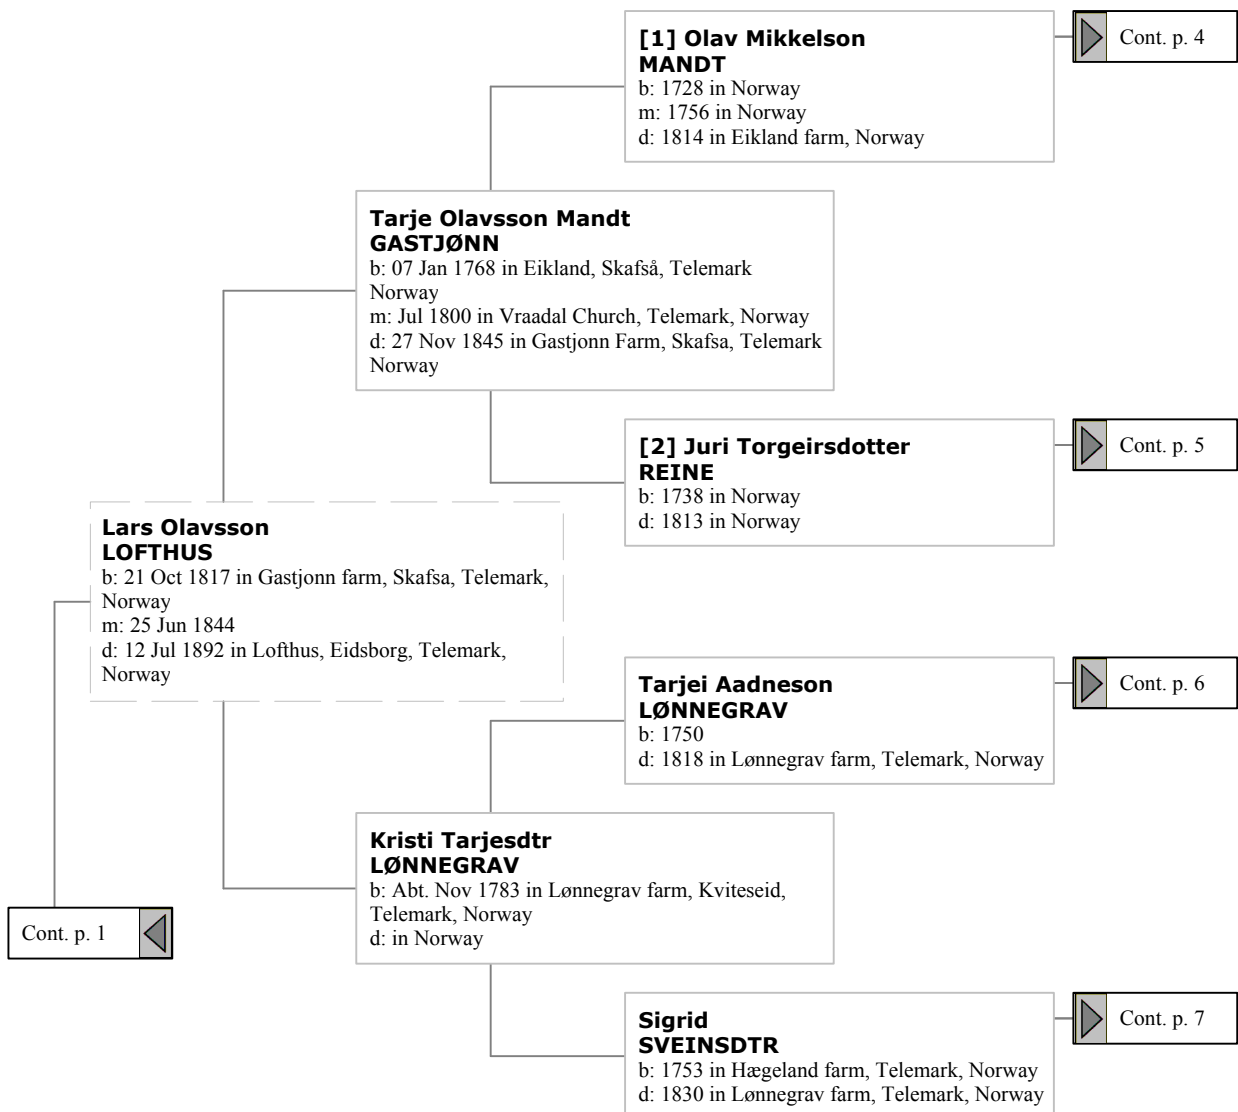 [1] Olav Mikkelson
MANDT
b: 1728 in Norway
m: 1756 in Norway
d: 1814 in Eikland farm, Norway
Cont. p. 4
Tarje Olavsson Mandt
GASTJØNN
b: 07 Jan 1768 in Eikland, Skafså, Telemark
Norway
m: Jul 1800 in Vraadal Church, Telemark, Norway
d: 27 Nov 1845 in Gastjonn Farm, Skafsa, Telemark
Norway
[2] Juri Torgeirsdotter
REINE
b: 1738 in Norway
d: 1813 in Norway
Cont. p. 5
Lars Olavsson
LOFTHUS
b: 21 Oct 1817 in Gastjonn farm, Skafsa, Telemark,
Norway
m: 25 Jun 1844
d: 12 Jul 1892 in Lofthus, Eidsborg, Telemark,
Norway
Tarjei Aadneson
LØNNEGRAV
b: 1750
d: 1818 in Lønnegrav farm, Telemark, Norway
Cont. p. 6
Kristi Tarjesdtr
LØNNEGRAV
b: Abt. Nov 1783 in Lønnegrav farm, Kviteseid,
Telemark, Norway
d: in Norway
Cont. p. 1
Sigrid
SVEINSDTR
b: 1753 in Hægeland farm, Telemark, Norway
d: 1830 in Lønnegrav farm, Telemark, Norway
Cont. p. 7